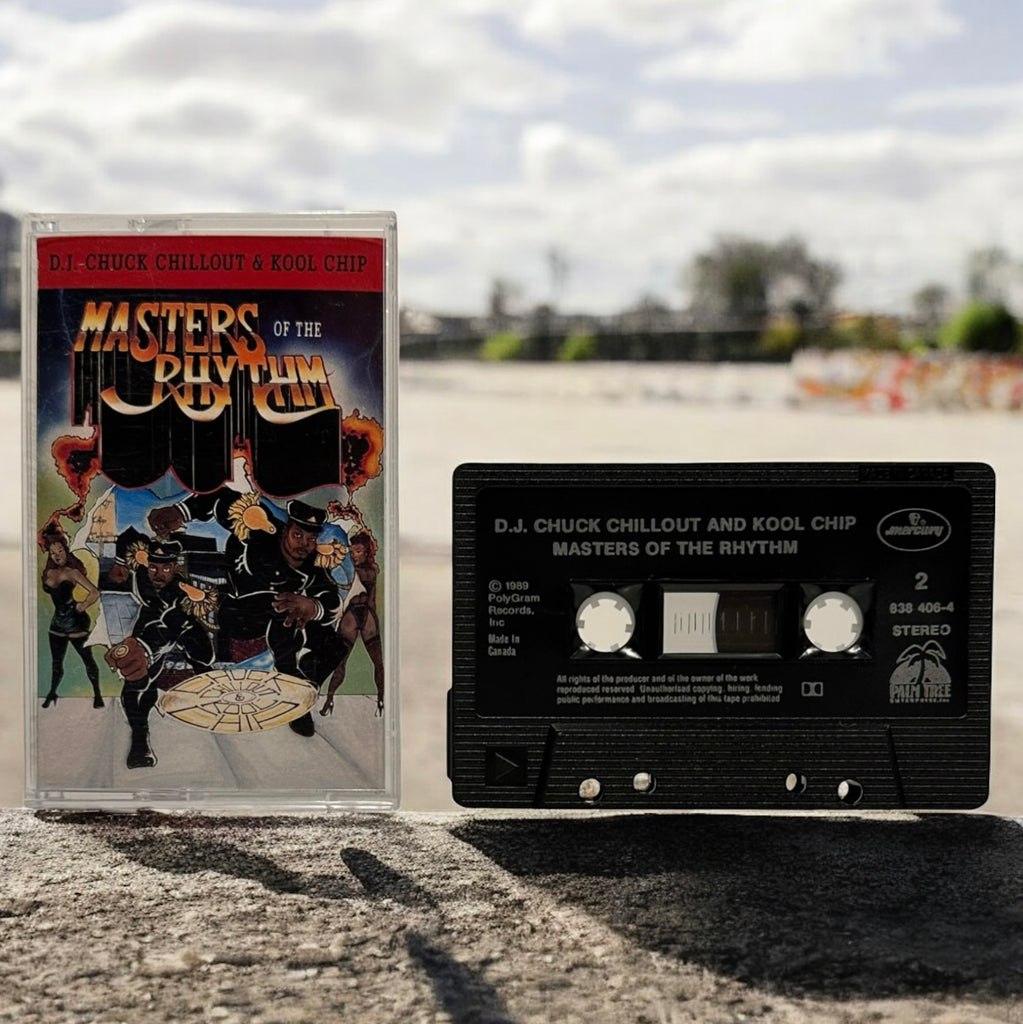 D.J. CHUCK CHILLOUT & KOOL CHIP
MASTERS
OF THE
RHYTHM
D.J. CHUCK CHILLOUT AND KOOL CHIP
MASTERS OF THE RHYTHM
mercury
© 1989
PolyGram
Records,
Inc
Made in
Canada
2
838 406-4
STEREO
All rights of the producer and of the owner of the work
reproduced reserved Unauthorised copying, hiring, lending
public performance and broadcasting of this tape prohibited
PALM TREE
ENTERPRISES, INC